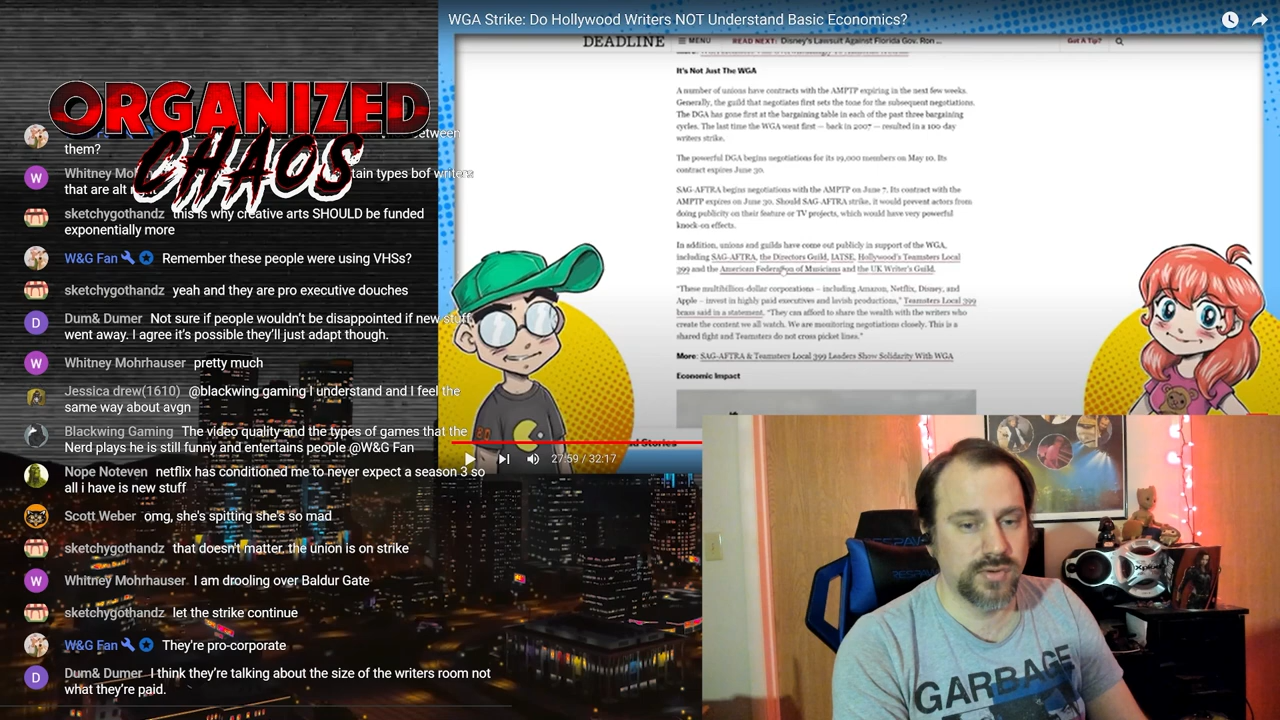 WGA Strike: Do Hollywood Writers NOT Understand Basic Economics?
DEADLINE
MENU
READ NEXT: Disney's Lawsuit Against Florida Gov. Ron ...
Got A Tip?
It's Not Just The WGA
A number of unions have contracts with the AMPTP expiring in the next few weeks.
Generally, the guild that negotiates first sets the tone for the subsequent negotiations.
The DGA has gone first at the bargaining table in each of the past three bargaining
cycles. The last time the WGA went first – back in 2007 – resulted in a 100-day
writers strike.
The powerful DGA begins negotiations for its 19,000 members on May 10. Its
contract expires June 30.
SAG-AFTRA begins negotiations with the AMPTP on June 7. Its contract with the
AMPTP expires on June 30. Should SAG-AFTRA strike, it would prevent actors from
doing publicity on their feature or TV projects, which would have very powerful
knock-on effects.
In addition, unions and guilds have come out publicly in support of the WGA,
including SAG-AFTRA, the Directors Guild, IATSE, Hollywood's Teamsters Local
399 and the American Federation of Musicians and the UK Writer's Guild.
“These multibillion-dollar corporations – including Amazon, Netflix, Disney, and
Apple – invest in highly paid executives and lavish productions,” Teamsters Local 399
brass said in a statement. “They can afford to share the wealth with the writers who
create the content we all watch. We are monitoring negotiations closely. This is a
shared fight and Teamsters do not cross picket lines.”
More: SAG-AFTRA & Teamsters Local 399 Leaders Show Solidarity With WGA
Economic Impact
Stories
27:59 / 32:17
ORGANIZED
CHAOS
between
them?
Whitney tain types bof writers
that are alt
sketchygothandz this is why creative arts SHOULD be funded
exponentially more
W&G Fan Remember these people were using VHSs?
sketchygothandz yeah and they are pro executive douches
Dum& Dumer Not sure if people wouldn't be disappointed if new stuff
I agree it's possible they'll just adapt though.
Whitney Mohrhauser pretty much
Jessica drew(1610) @blackwing gaming I understand and I feel the
same way about avgn
Blackwing Gaming The video quality and the types of games that the
Nerd plays he is still funny and entertains people @W&G Fan
Nope Noteven netflix has conditioned me to never expect a season 3 so
all i have is new stuff
Scott Weber omg, she's spitting she's so mad
sketchygothandz that doesn't matter, the union is on strike
Whitney Mohrhauser I am drooling over Baldur Gate
sketchygothandz let the strike continue
W&G Fan They're pro-corporate
Dum& Dumer I think they're talking about the size of the writers room not
what they're paid.
RESPAWN
Xplod
GARBAGE